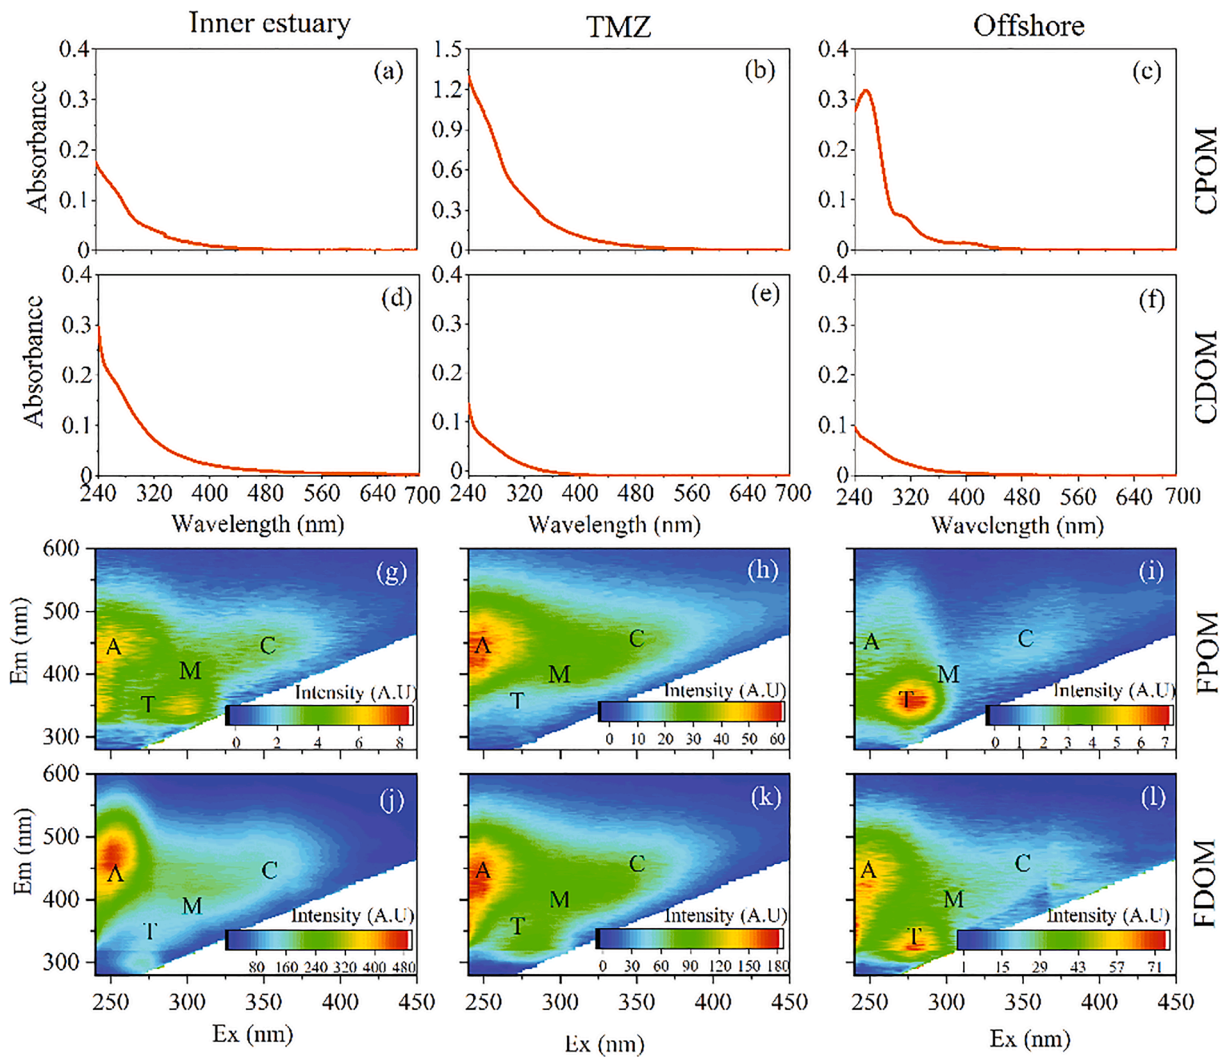 Inner estuary TMZ Offshore
0.4 1.5 0.4
(a) (b) (c)
0.3 1.2 0.3
0.9
0.2 0.2
0.6
0.1 0.3 0.1
0 0 0
Absorbance
CPOM
0.4 0.4 0.4
(d) (e) (f)
0.3 0.3 0.3
0.2 0.2 0.2
0.1 0.1 0.1
0 0 0
Absorbance
CDOM
240 320 400 480 560 640 700 240 320 400 480 560 640 700 240 320 400 480 560 640 700
Wavelength (nm) Wavelength (nm) Wavelength (nm)
600
(g) (h) (i)
500
A C Λ C A C
M M M
400
T T T
Intensity (A.U) Intensity (A.U) Intensity (A.U)
0 2 4 6 8 0 10 20 30 40 50 60 0 1 2 3 4 5 6 7
300
Em (nm)
FPOM
600
(j) (k) (l)
500
Λ C A C A C
M M M
400
T T T
Intensity (A.U) Intensity (A.U) Intensity (A.U)
80 160 240 320 400 480 0 30 60 90 120 150 180 1 15 29 43 57 71
300
Em (nm)
FDOM
250 300 350 400 450 250 300 350 400 450 250 300 350 400 450
Ex (nm) Ex (nm) Ex (nm)